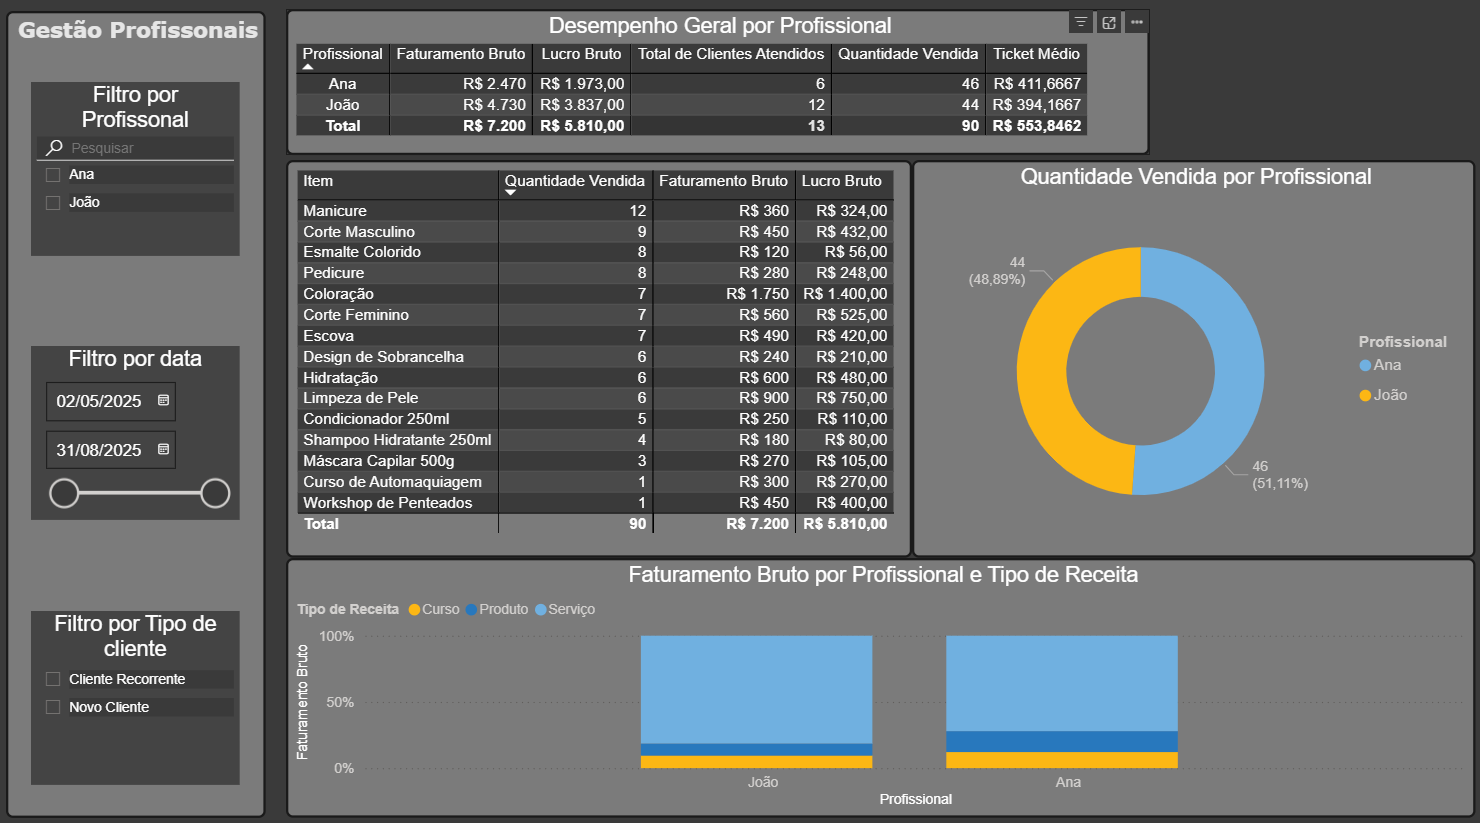 Gestão Profissonais
Filtro por
Profissonal
Pesquisar
Ana
João
Filtro por data
02/05/2025
31/08/2025
Filtro por Tipo de
cliente
Cliente Recorrente
Novo Cliente
Desempenho Geral por Profissional
Profissional Faturamento Bruto Lucro Bruto Total de Clientes Atendidos Quantidade Vendida Ticket Médio
Ana R$ 2.470 R$ 1.973,00 6 46 R$ 411,6667
João R$ 4.730 R$ 3.837,00 12 44 R$ 394,1667
Total R$ 7.200 R$ 5.810,00 13 90 R$ 553,8462
Item Quantidade Vendida Faturamento Bruto Lucro Bruto
Manicure 12 R$ 360 R$ 324,00
Corte Masculino 9 R$ 450 R$ 432,00
Esmalte Colorido 8 R$ 120 R$ 56,00
Pedicure 8 R$ 280 R$ 248,00
Coloração 7 R$ 1.750 R$ 1.400,00
Corte Feminino 7 R$ 560 R$ 525,00
Escova 7 R$ 490 R$ 420,00
Design de Sobrancelha 6 R$ 240 R$ 210,00
Hidratação 6 R$ 600 R$ 480,00
Limpeza de Pele 6 R$ 900 R$ 750,00
Condicionador 250ml 5 R$ 250 R$ 110,00
Shampoo Hidratante 250ml 4 R$ 180 R$ 80,00
Máscara Capilar 500g 3 R$ 270 R$ 105,00
Curso de Automaquiagem 1 R$ 300 R$ 270,00
Workshop de Penteados 1 R$ 450 R$ 400,00
Total 90 R$ 7.200 R$ 5.810,00
Quantidade Vendida por Profissional
44
(48,89%)
46
(51,11%)
Profissional
Ana
João
Faturamento Bruto por Profissional e Tipo de Receita
Tipo de Receita Curso Produto Serviço
Faturamento Bruto
100%
50%
0%
João Ana
Profissional